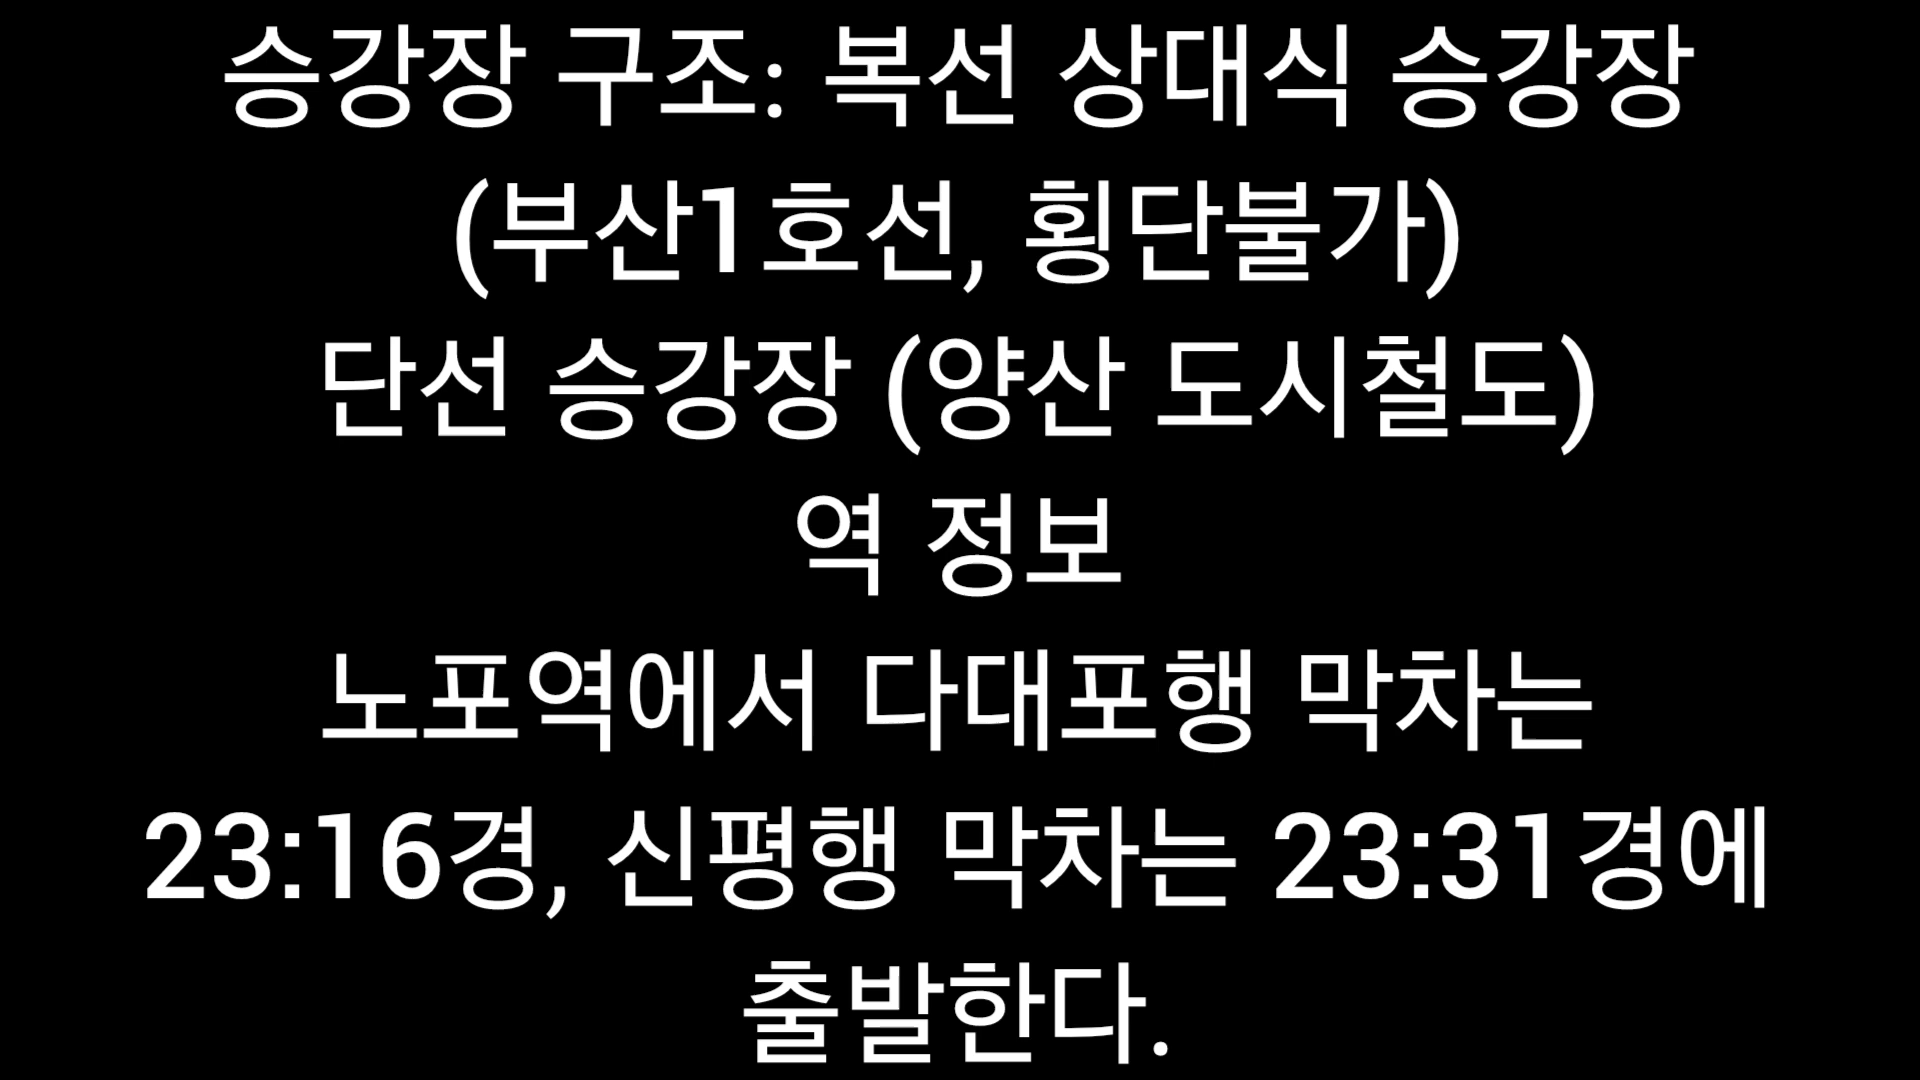 승강장 구조: 복선 상대식 승강장
(부산1호선, 횡단불가)
단선 승강장 (양산 도시철도)
역 정보
노포역에서 다대포행 막차는
23:16경, 신평행 막차는 23:31경에
출발한다.